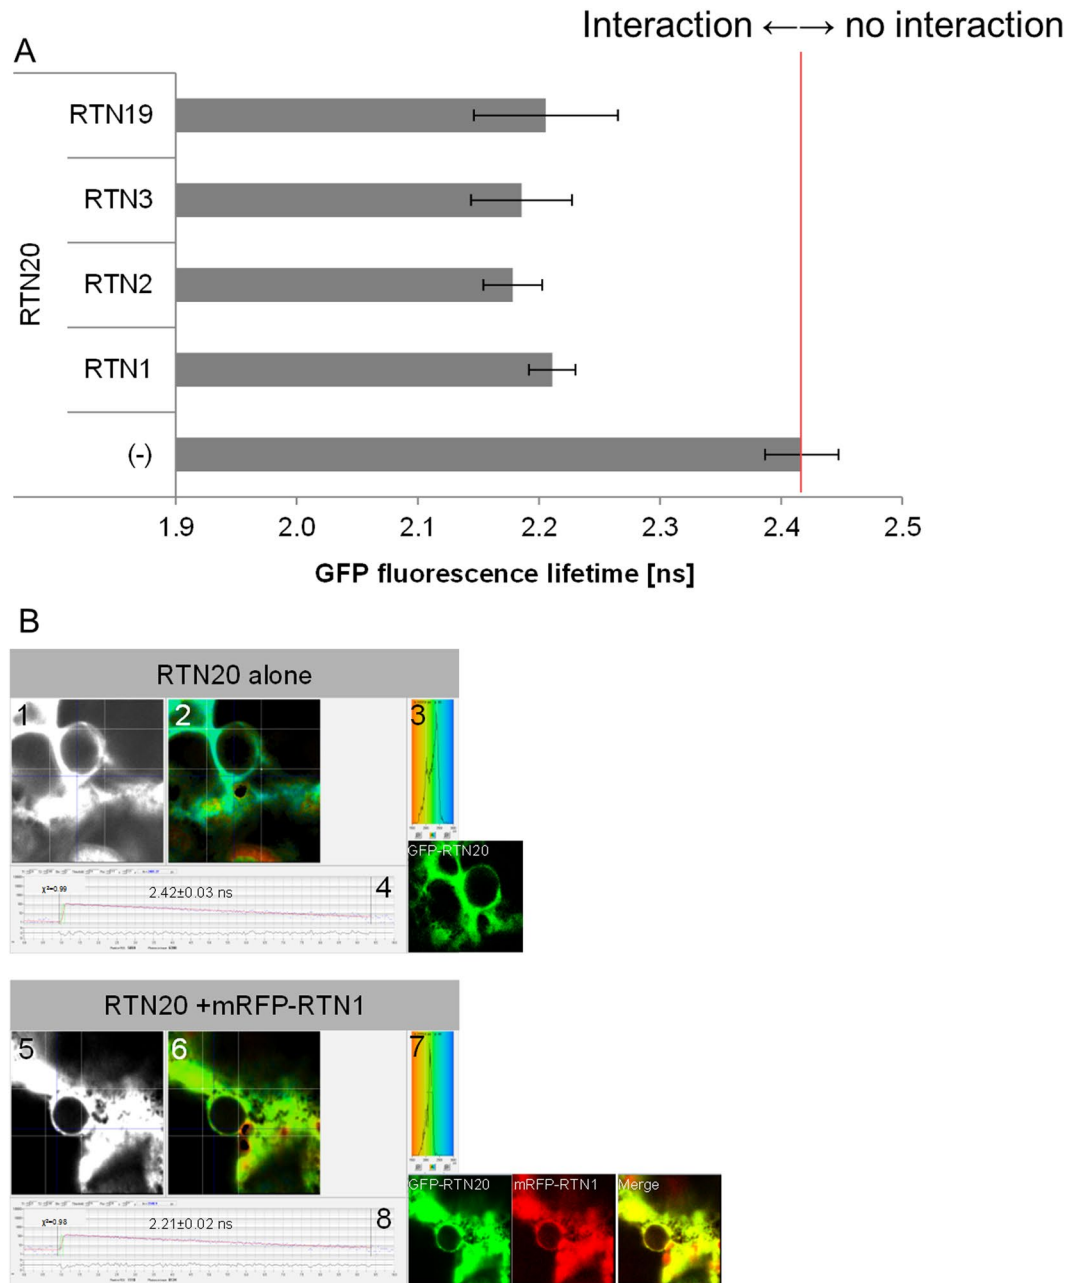 Interaction ←→ no interaction
A
RTN19
RTN3
RTN2
RTN1
(-)
RTN20
1.9 2.0 2.1 2.2 2.3 2.4 2.5
GFP fluorescence lifetime [ns]
B
RTN20 alone
1 2 3
GFP-RTN20
χ²=0.99 2.42±0.03 ns 4
RTN20 +mRFP-RTN1
5 6 7
GFP-RTN20 mRFP-RTN1 Merge
χ²=0.98 2.21±0.02 ns 8